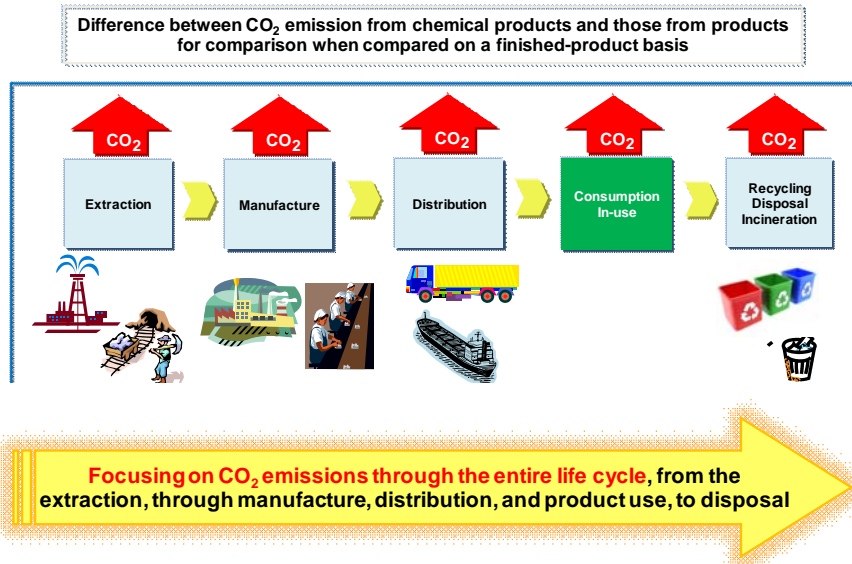 Difference between CO₂ emission from chemical products and those from products
for comparison when compared on a finished-product basis
CO₂
CO₂
CO₂
CO₂
CO₂
Extraction
Manufacture
Distribution
Consumption
In-use
Recycling
Disposal
Incineration
Focusing on CO₂ emissions through the entire life cycle, from the
extraction, through manufacture, distribution, and product use, to disposal